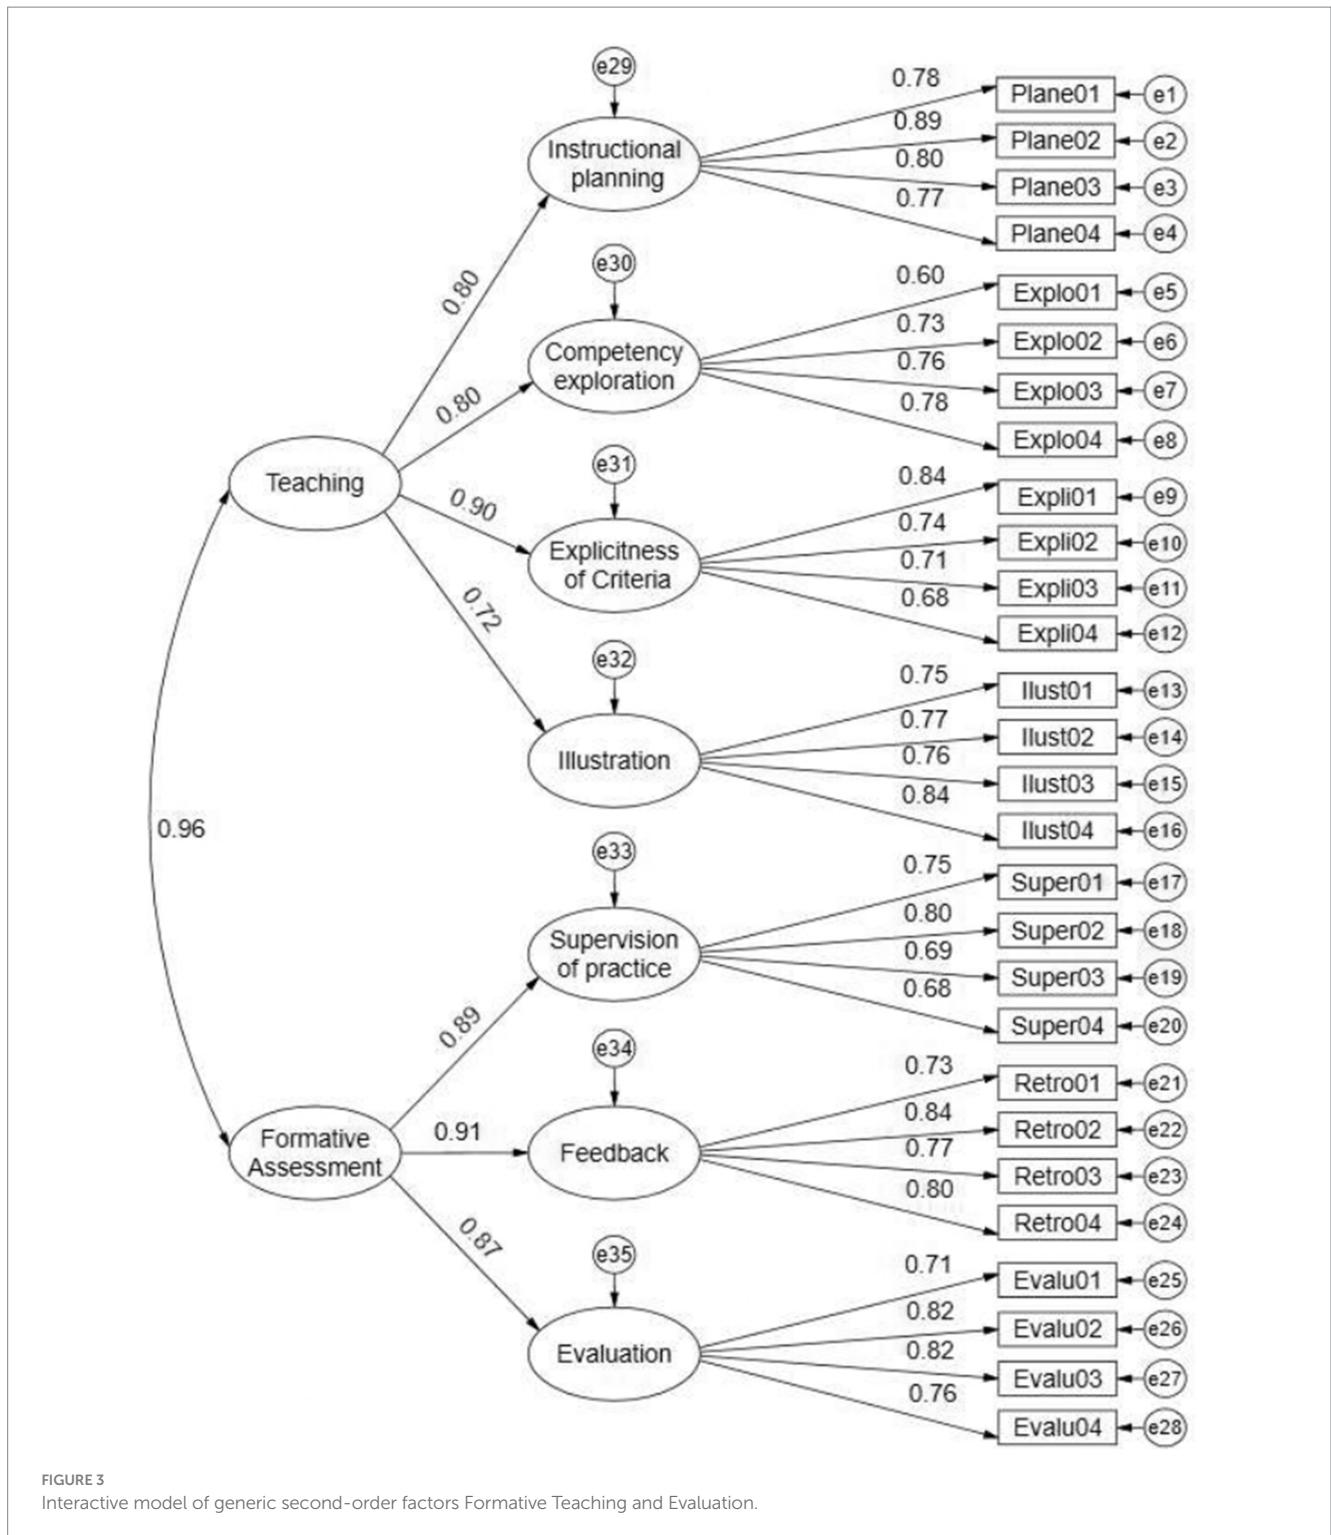 e29
Instructional
planning
0.78
0.89
0.80
0.77
Plane01
e1
Plane02
e2
Plane03
e3
Plane04
e4
0.80
e30
Competency
exploration
0.60
0.73
0.76
0.78
Explo01
e5
Explo02
e6
Explo03
e7
Explo04
e8
0.80
Teaching
e31
0.90
Explicitness
of Criteria
0.84
0.74
0.71
0.68
Expli01
e9
Expli02
e10
Expli03
e11
Expli04
e12
0.72
e32
Illustration
0.75
0.77
0.76
0.84
Ilust01
e13
Ilust02
e14
Ilust03
e15
Ilust04
e16
0.96
e33
Supervision
of practice
0.75
0.80
0.69
0.68
Super01
e17
Super02
e18
Super03
e19
Super04
e20
0.89
e34
Formative
Assessment
0.91
Feedback
0.73
0.84
0.77
0.80
Retro01
e21
Retro02
e22
Retro03
e23
Retro04
e24
0.87
e35
Evaluation
0.71
0.82
0.82
0.76
Evalu01
e25
Evalu02
e26
Evalu03
e27
Evalu04
e28
FIGURE 3
Interactive model of generic second-order factors Formative Teaching and Evaluation.